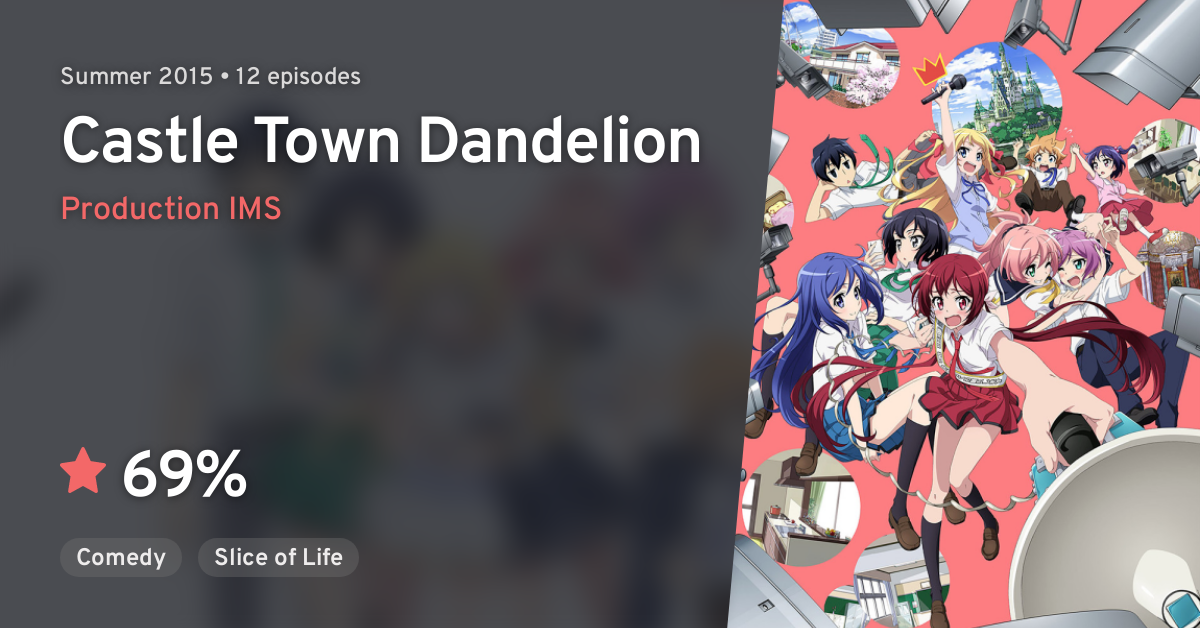 Summer 2015 • 12 episodes
Castle Town Dandelion
Production IMS
69%
Comedy
Slice of Life